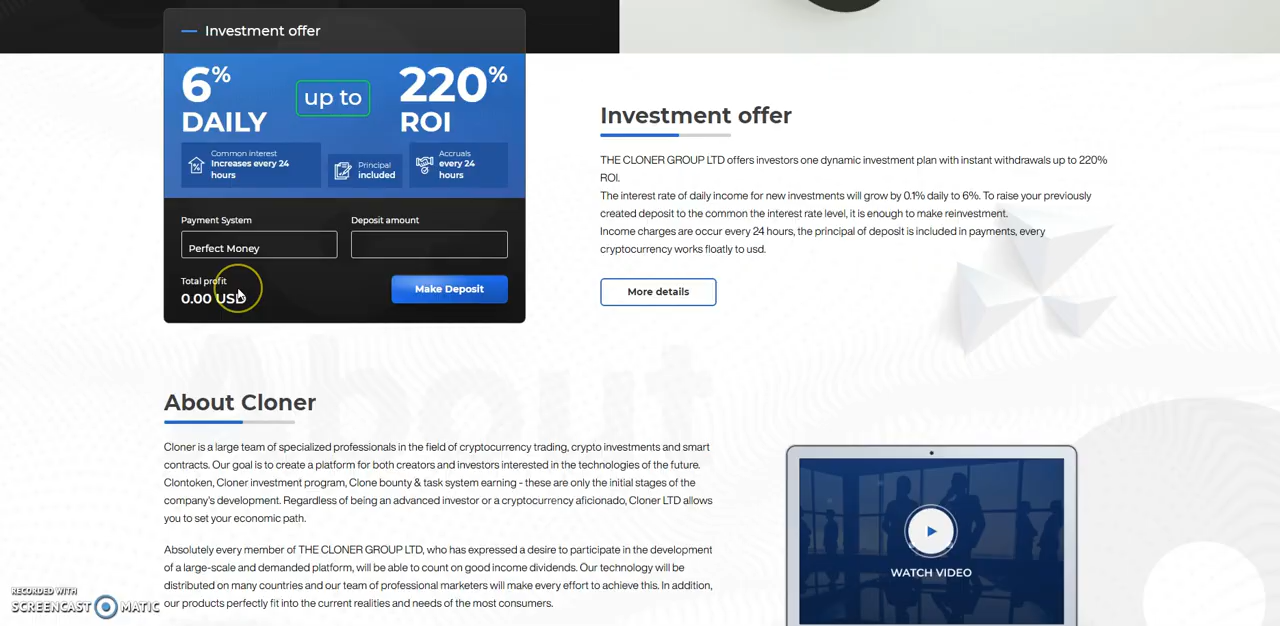 Investment offer
6% DAILY
up to
220% ROI
Common interest
Increases every 24
hours
Principal
included
Accruals
every 24
hours
Payment System
Deposit amount
Perfect Money
Total profit
0.00 USD
Make Deposit
Investment offer
THE CLONER GROUP LTD offers investors one dynamic investment plan with instant withdrawals up to 220%
ROI.
The interest rate of daily income for new investments will grow by 0.1% daily to 6%. To raise your previously
created deposit to the common the interest rate level, it is enough to make reinvestment.
Income charges are occur every 24 hours, the principal of deposit is included in payments, every
cryptocurrency works floatly to usd.
More details
About
About Cloner
Cloner is a large team of specialized professionals in the field of cryptocurrency trading, crypto investments and smart
contracts. Our goal is to create a platform for both creators and investors interested in the technologies of the future.
Clontoken, Cloner investment program, Clone bounty & task system earning - these are only the initial stages of the
company's development. Regardless of being an advanced investor or a cryptocurrency aficionado, Cloner LTD allows
you to set your economic path.
Absolutely every member of THE CLONER GROUP LTD, who has expressed a desire to participate in the development
of a large-scale and demanded platform, will be able to count on good income dividends. Our technology will be
distributed on many countries and our team of professional marketers will make every effort to achieve this. In addition,
our products perfectly fit into the current realities and needs of the most consumers.
WATCH VIDEO
RECORDED WITH
SCREENCAST MATIC